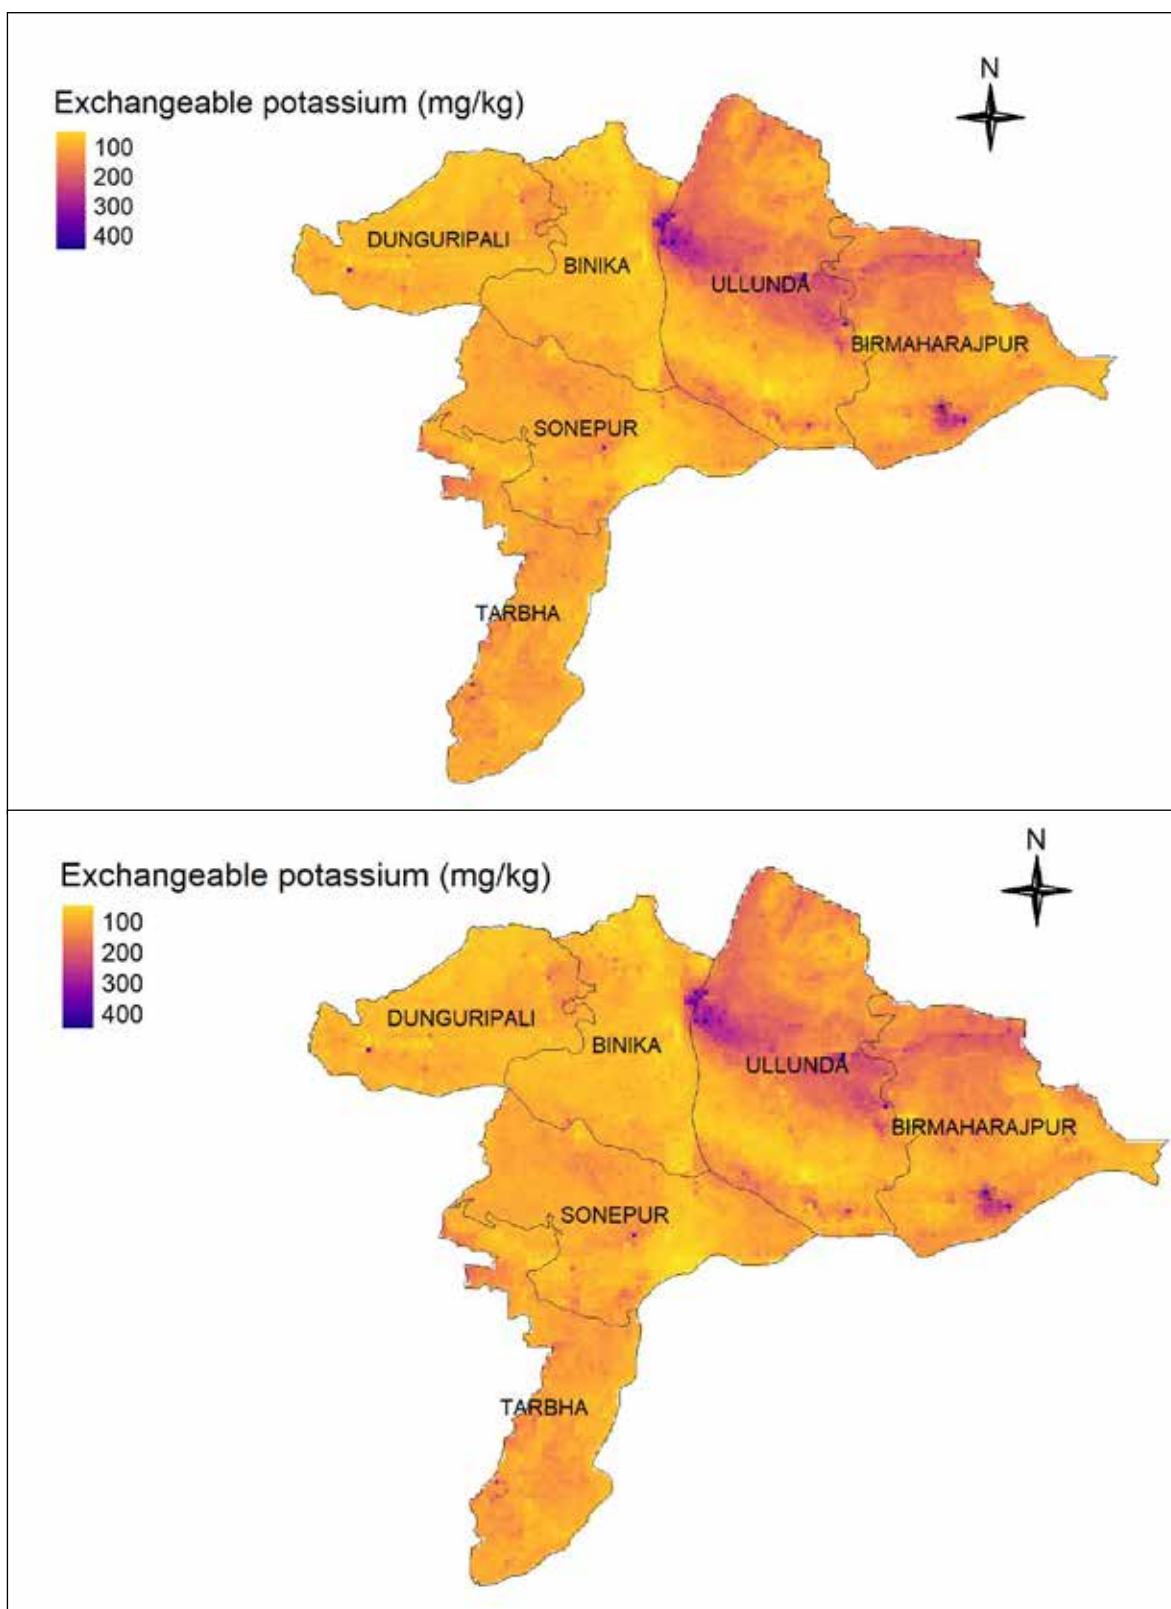 N
Exchangeable potassium (mg/kg)
100
200
300
400
DUNGURIPALI
BINIKA
ULLUNDA
BIRMAHARAJPUR
SONEPUR
TARBHA
N
Exchangeable potassium (mg/kg)
100
200
300
400
DUNGURIPALI
BINIKA
ULLUNDA
BIRMAHARAJPUR
SONEPUR
TARBHA